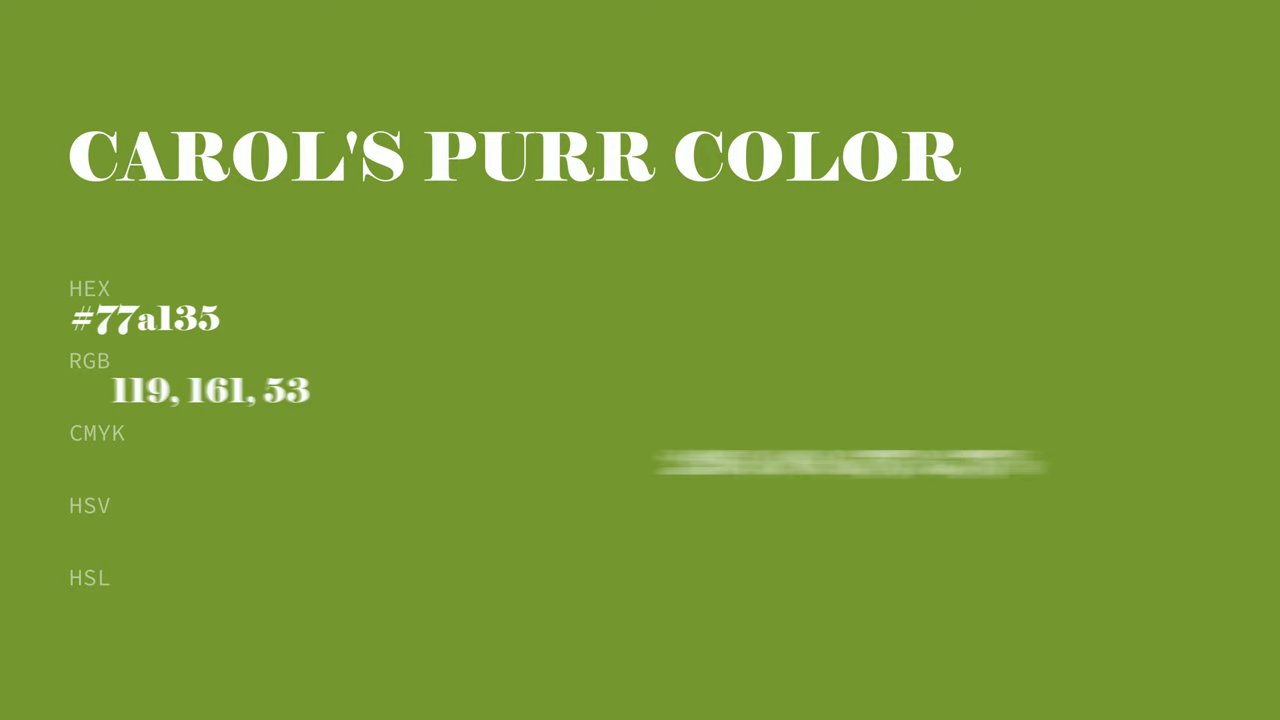 CAROL'S PURR COLOR
HEX
#77a135
RGB
119, 161, 53
CMYK
HSV
HSL